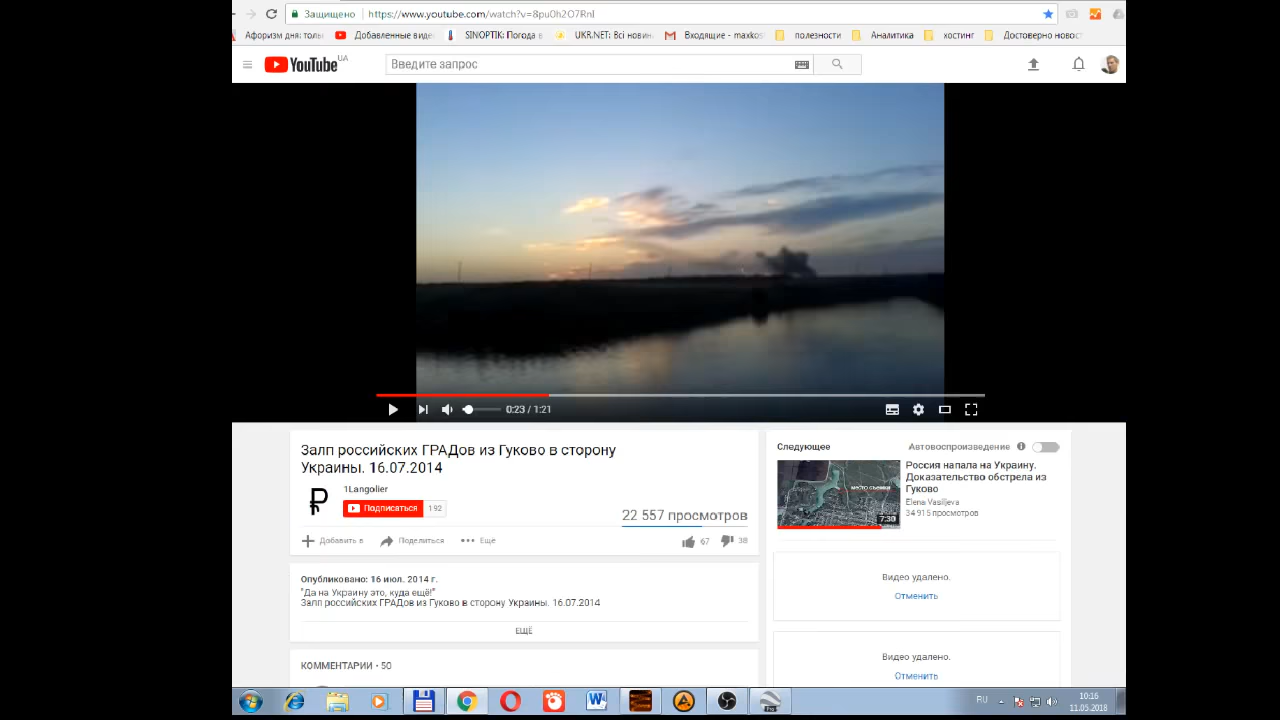 Защищено https://www.youtube.com/watch?v=8pu0h2O7RnI
Афоризм дня: толь Добавленные виде SINOPTIK: Погода в UKR.NET: Всі новин Входящие - maxkos полезности Аналитика хостинг Достоверно новос
YouTube UA Введите запрос
0:23 / 1:21
Залп российских ГРАДов из Гуково в сторону
Украины. 16.07.2014
1Langolier
Подписаться 192
22 557 просмотров
Добавить в Поделиться Ещё 67 38
Опубликовано: 16 июл. 2014 г.
"Да на Украину это, куда ещё!"
Залп российских ГРАДов из Гуково в сторону Украины. 16.07.2014
ЕЩЁ
КОММЕНТАРИИ • 50
Следующее Автовоспроизведение
место съемки
7:30
Россия напала на Украину.
Доказательство обстрела из
Гуково
Elena Vasiljeva
34 915 просмотров
Видео удалено.
Отменить
Видео удалено.
Отменить
RU
10:16
11.05.2018